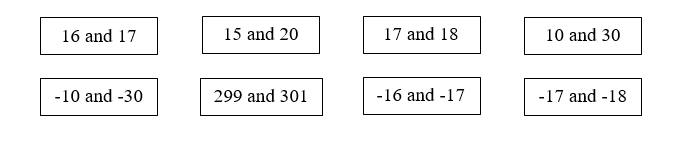 16 and 17
15 and 20
17 and 18
10 and 30
-10 and -30
299 and 301
-16 and -17
-17 and -18